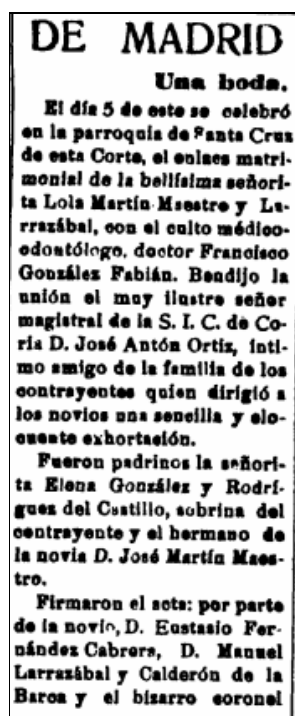 DE MADRID
Una boda.
El día 5 de este se celebró
en la parroquia de Santa Cruz
de esta Corte, el enlace matri-
monial de la bellísima señori-
ta Lola Martín Maestro y La-
rrazábal, con el culto médico-
odontólogo, doctor Francisco
González Fabián. Bendijo la
unión el muy ilustre señor
magistral de la S. I. C. de Co-
ria D. José Antón Ortiz, ínti-
mo amigo de la familia de los
contrayentes quien dirigió a
los novios una sencilla y elo-
cuente exhortación.
Fueron padrinos la señori-
ta Elena González y Rodrí-
guez del Castillo, sobrina del
contrayente y el hermano de
la novia D. José Martín Maes-
tro.
Firmaron el acta: por parte
de la novia, D. Eustasio Fer-
nández Cabrera, D. Manuel
Larrazábal y Calderón de la
Barca y el bizarro coronel